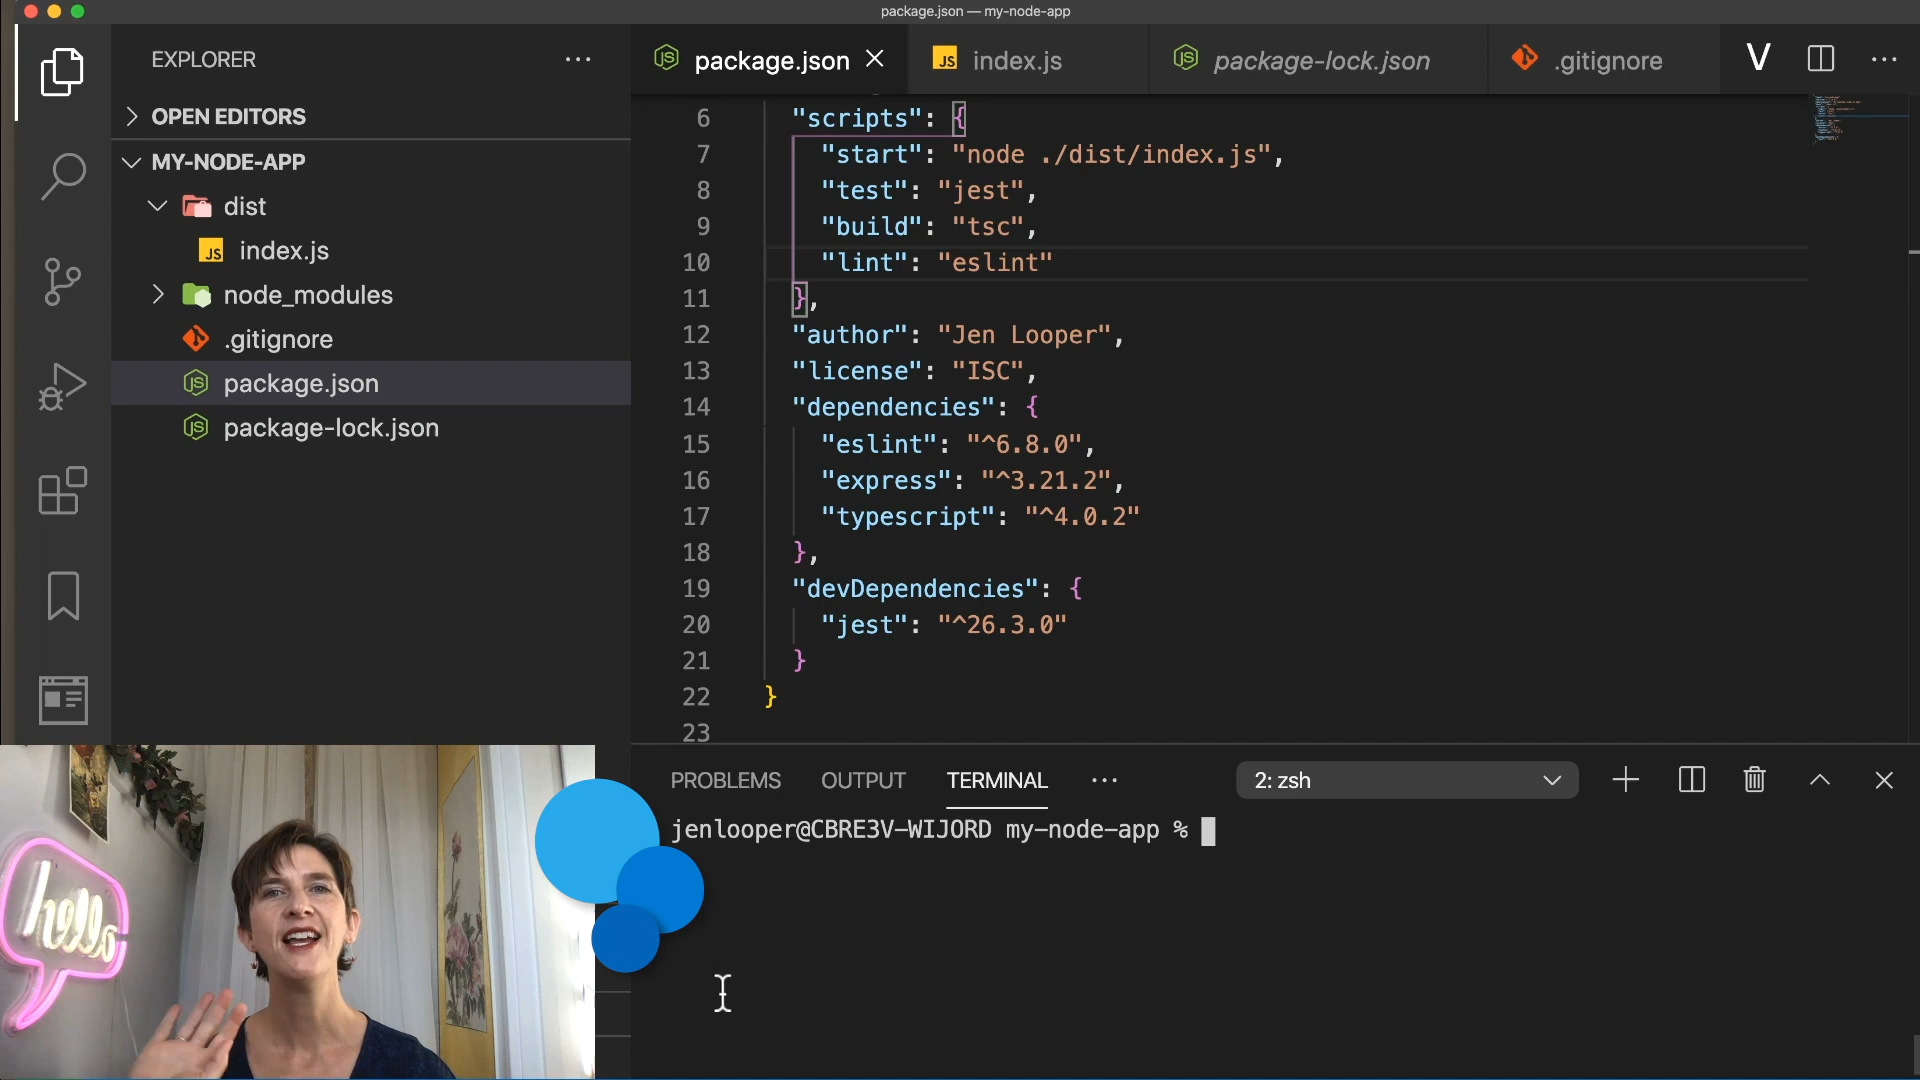 package.json — my-node-app
EXPLORER
package.json
index.js
package-lock.json
.gitignore
OPEN EDITORS
MY-NODE-APP
dist
index.js
node_modules
.gitignore
package.json
package-lock.json
6 "scripts": {
7 "start": "node ./dist/index.js",
8 "test": "jest",
9 "build": "tsc",
10 "lint": "eslint"
11 },
12 "author": "Jen Looper",
13 "license": "ISC",
14 "dependencies": {
15 "eslint": "^6.8.0",
16 "express": "^3.21.2",
17 "typescript": "^4.0.2"
18 },
19 "devDependencies": {
20 "jest": "^26.3.0"
21 }
22 }
23
PROBLEMS OUTPUT TERMINAL
2: zsh
jenlooper@CBRE3V-WIJORD my-node-app %
hello